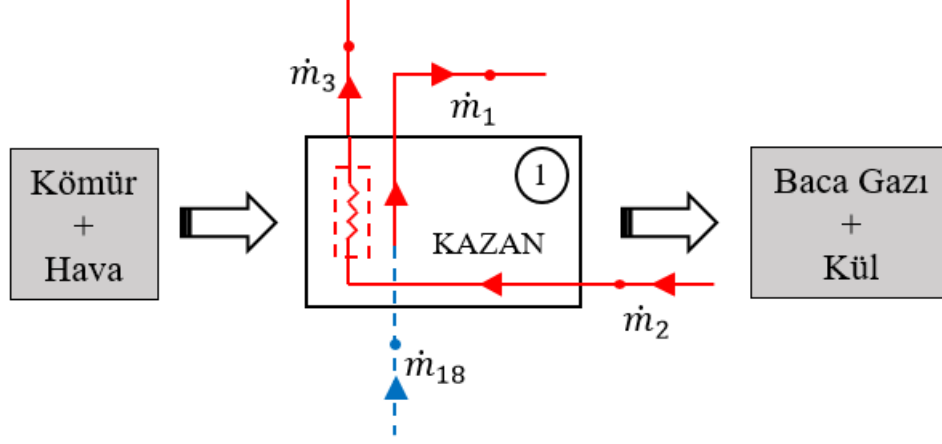 ṁ₃
ṁ₁
Kömür
+
Hava
1
KAZAN
Baca Gazı
+
Kül
ṁ₂
ṁ₁₈